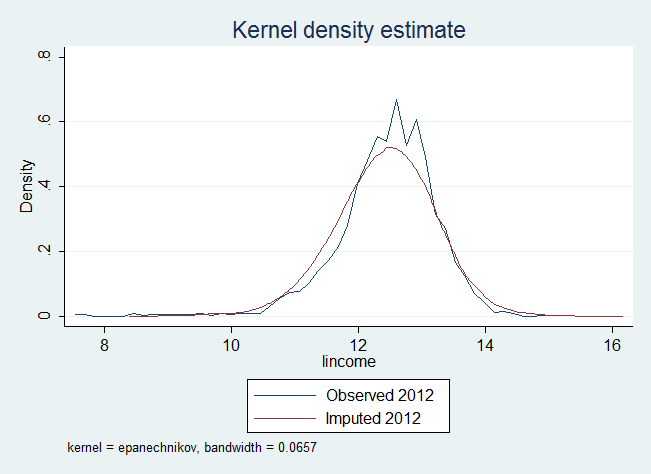 Kernel density estimate
Density
0 .2 .4 .6 .8
8 10 12 14 16
lincome
Observed 2012
Imputed 2012
kernel = epanechnikov, bandwidth = 0.0657